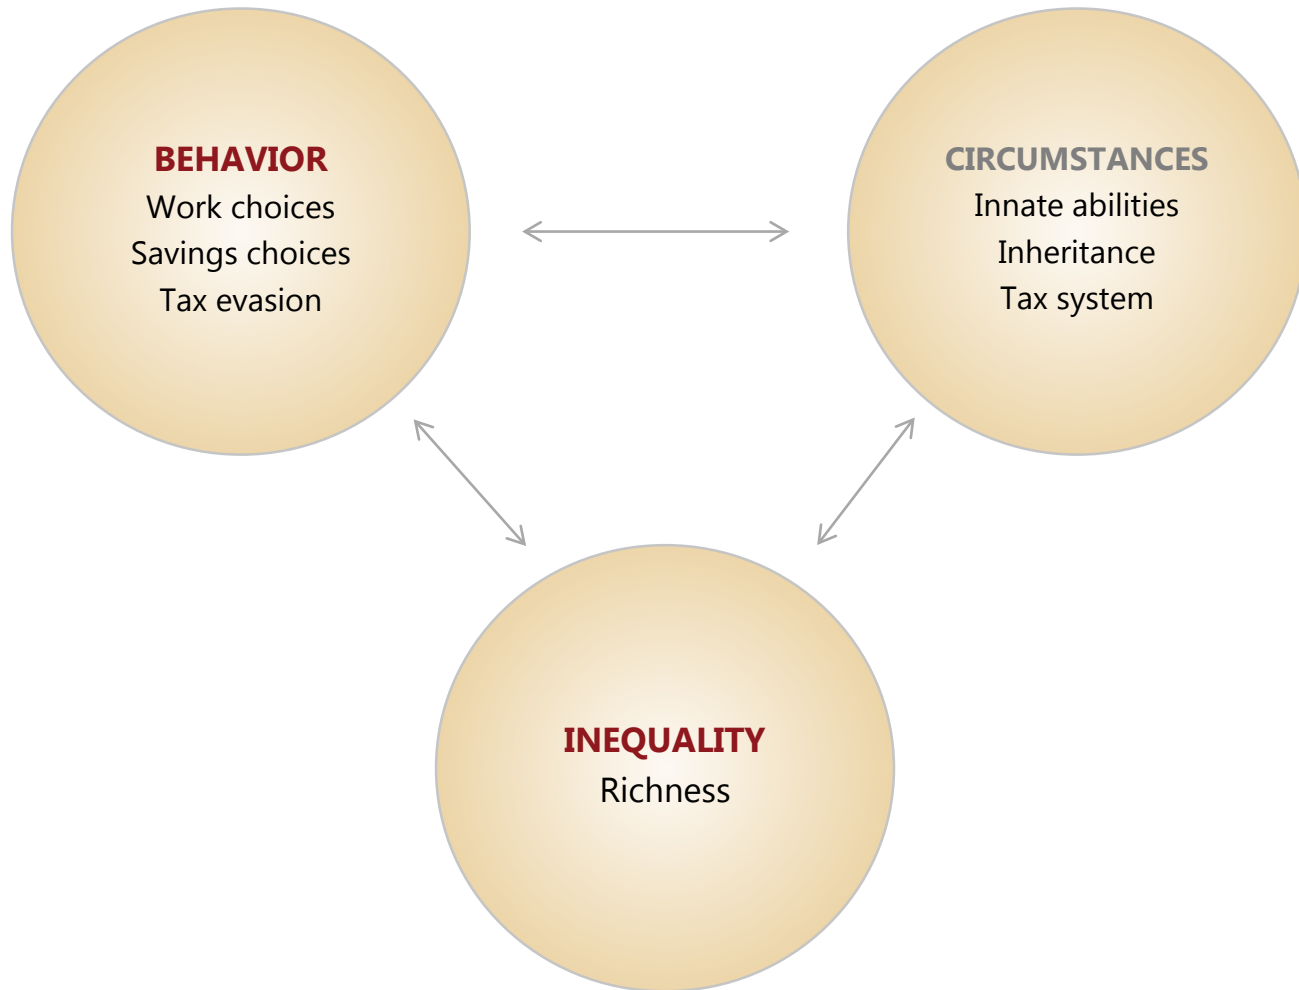 BEHAVIOR
Work choices
Savings choices
Tax evasion
CIRCUMSTANCES
Innate abilities
Inheritance
Tax system
INEQUALITY
Richness